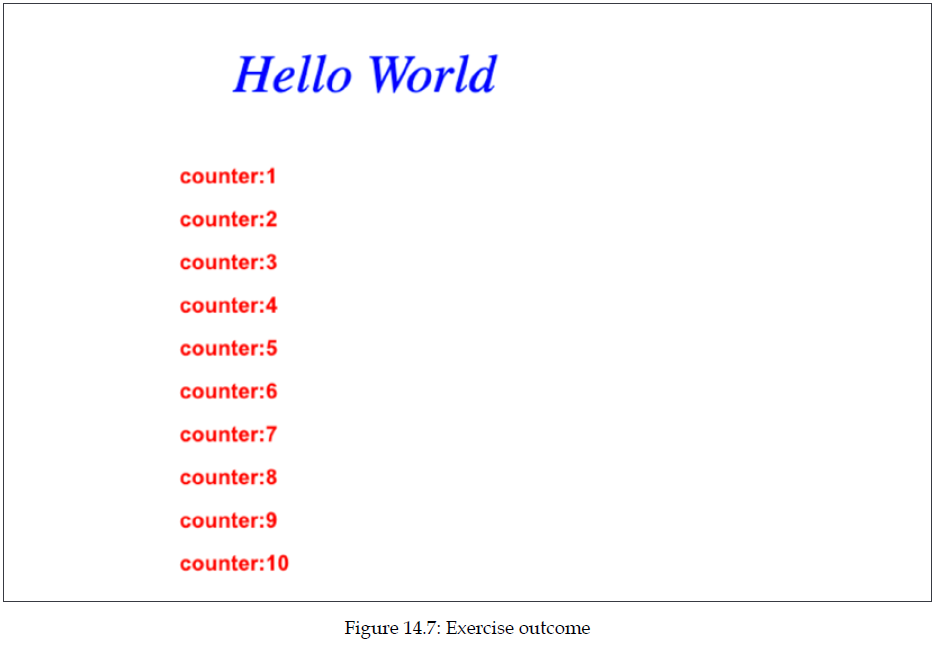 Hello World
counter:1
counter:2
counter:3
counter:4
counter:5
counter:6
counter:7
counter:8
counter:9
counter:10
Figure 14.7: Exercise outcome